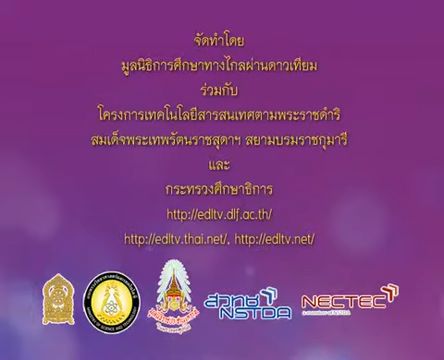 จัดทำโดย
มูลนิธิการศึกษาทางไกลผ่านดาวเทียม
ร่วมกับ
โครงการเทคโนโลยีสารสนเทศตามพระราชดำริ
สมเด็จพระเทพรัตนราชสุดาฯ สยามบรมราชกุมารี
และ
กระทรวงศึกษาธิการ
http://edltv.dlf.ac.th/
http://edltv.thai.net/, http://edltv.net/
สวทช
NSTDA
NECTEC